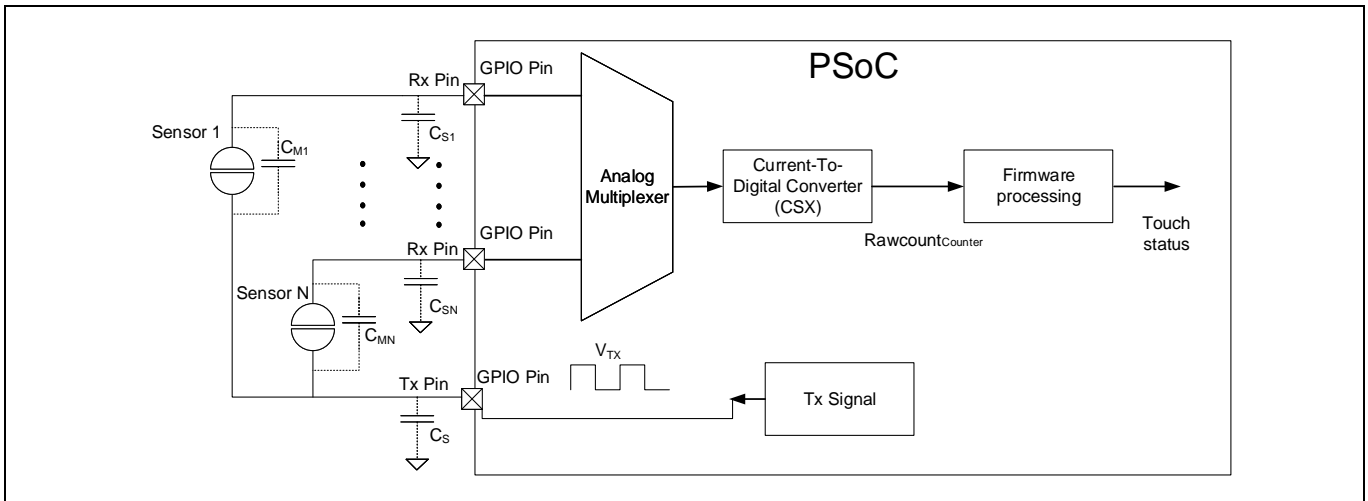 PSoC
GPIO Pin
Rx Pin
Sensor 1
CM1
CS1
Analog
Multiplexer
Current-To-
Digital Converter
(CSX)
Firmware
processing
RawcountCounter
Touch
status
GPIO Pin
Rx Pin
Sensor N
CMN
CSN
VTX
Tx Pin
GPIO Pin
Tx Signal
CS